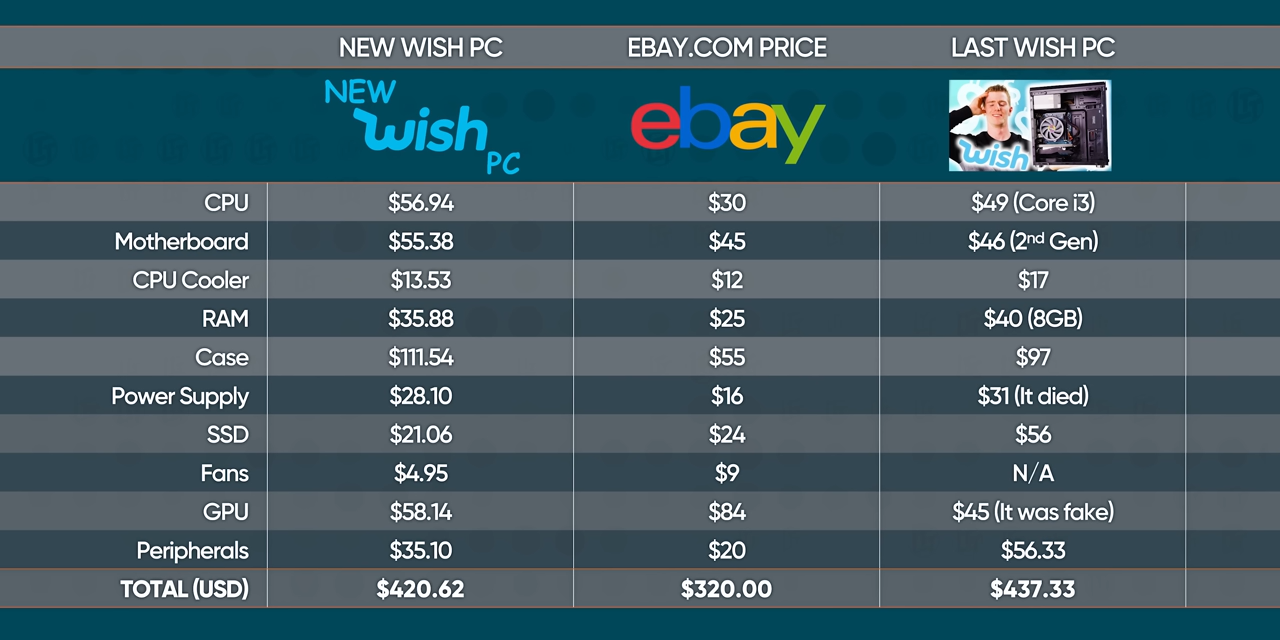 NEW WISH PC EBAY.COM PRICE LAST WISH PC
NEW wish PC ebay wish
CPU $56.94 $30 $49 (Core i3)
Motherboard $55.38 $45 $46 (2nd Gen)
CPU Cooler $13.53 $12 $17
RAM $35.88 $25 $40 (8GB)
Case $111.54 $55 $97
Power Supply $28.10 $16 $31 (It died)
SSD $21.06 $24 $56
Fans $4.95 $9 N/A
GPU $58.14 $84 $45 (It was fake)
Peripherals $35.10 $20 $56.33
TOTAL (USD) $420.62 $320.00 $437.33